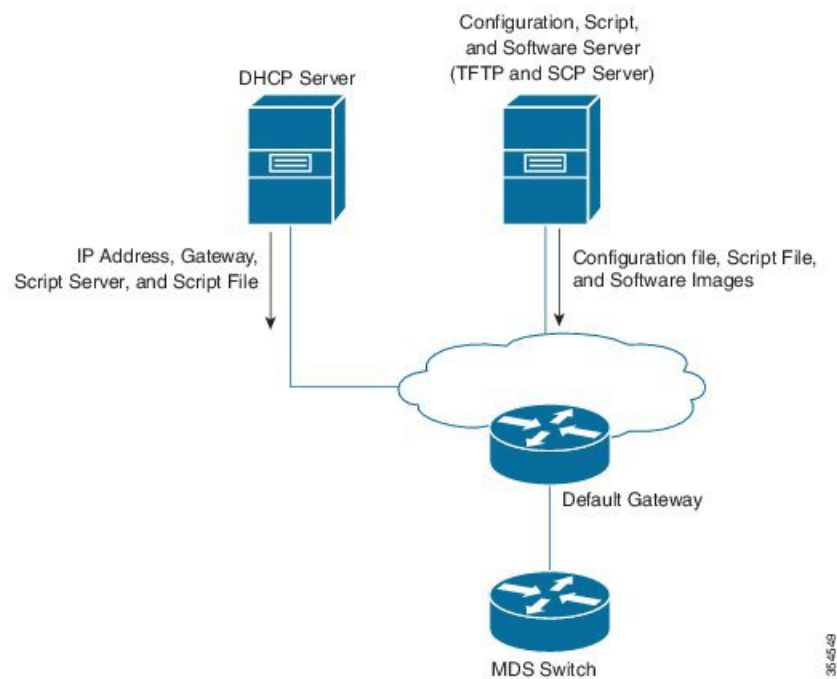 Configuration, Script,
and Software Server
(TFTP and SCP Server)
DHCP Server
IP Address, Gateway,
Script Server, and Script File
Configuration file, Script File,
and Software Images
Default Gateway
MDS Switch
354549